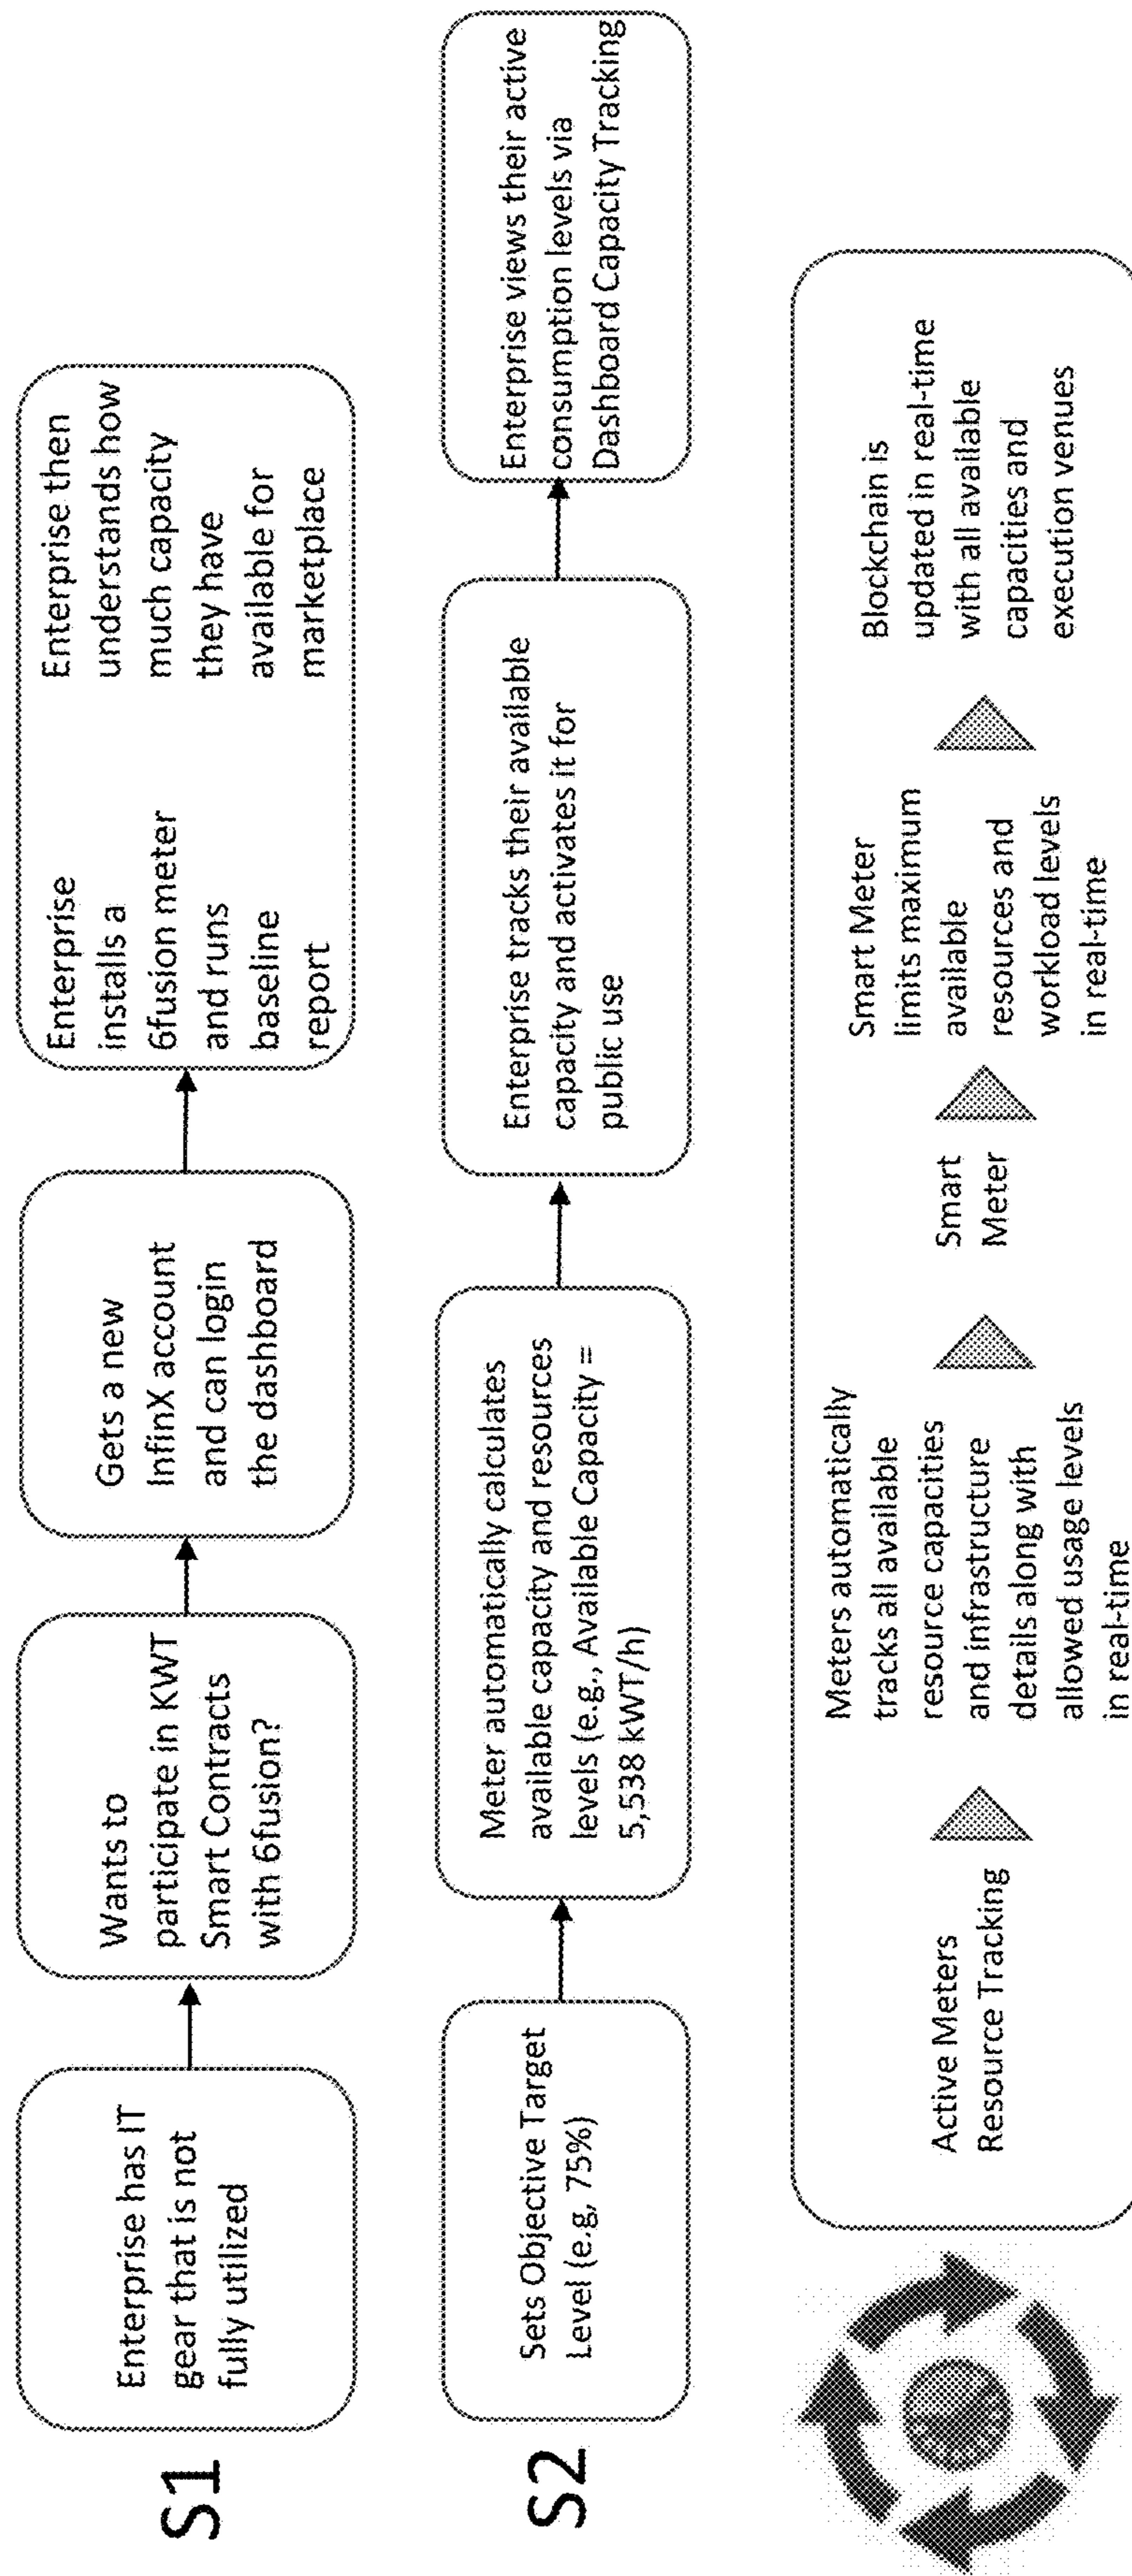 S1
Enterprise has IT
gear that is not
fully utilized
Wants to
participate in KWT
Smart Contracts
with 6fusion?
Gets a new
InfinX account
and can login
the dashboard
Enterprise
installs a
6fusion meter
and runs
baseline
report
Enterprise then
understands how
much capacity
they have
available for
marketplace
S2
Sets Objective Target
Level (e.g, 75%)
Meter automatically calculates
available capacity and resources
levels (e.g., Available Capacity =
5,538 kWT/h)
Enterprise tracks their available
capacity and activates it for
public use
Enterprise views their active
consumption levels via
Dashboard Capacity Tracking
Active Meters
Resource Tracking
Meters automatically
tracks all available
resource capacities
and infrastructure
details along with
allowed usage levels
in real-time
Smart
Meter
Smart Meter
limits maximum
available
resources and
workload levels
in real-time
Blockchain is
updated in real-time
with all available
capacities and
execution venues